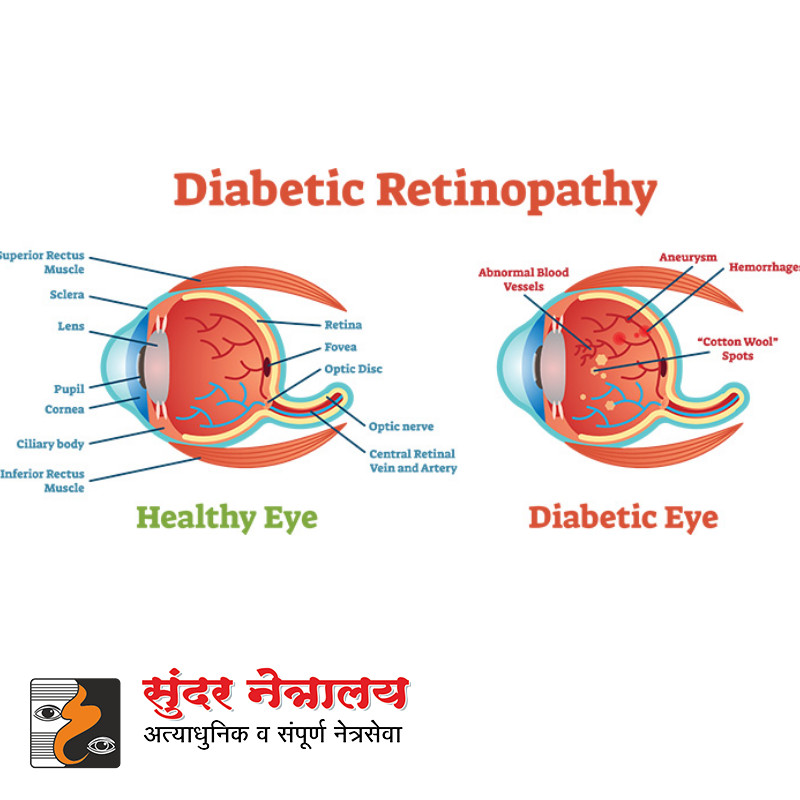 Diabetic Retinopathy
Superior Rectus
Muscle
Sclera
Lens
Pupil
Cornea
Ciliary body
Inferior Rectus
Muscle
Retina
Fovea
Optic Disc
Optic nerve
Central Retinal
Vein and Artery
Healthy Eye
Abnormal Blood
Vessels
Aneurysm
Hemorrhages
“Cotton Wool”
Spots
Diabetic Eye
सुंदर नेत्रालय
अत्याधुनिक व संपूर्ण नेत्रसेवा